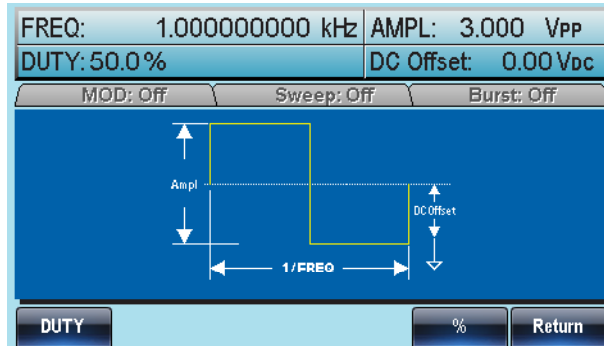 FREQ: 1.000000000 kHz AMPL: 3.000 VPP
DUTY: 50.0% DC Offset: 0.00 VDC
MOD: Off Sweep: Off Burst: Off
Ampl
DC Offset
1/FREQ
DUTY % Return